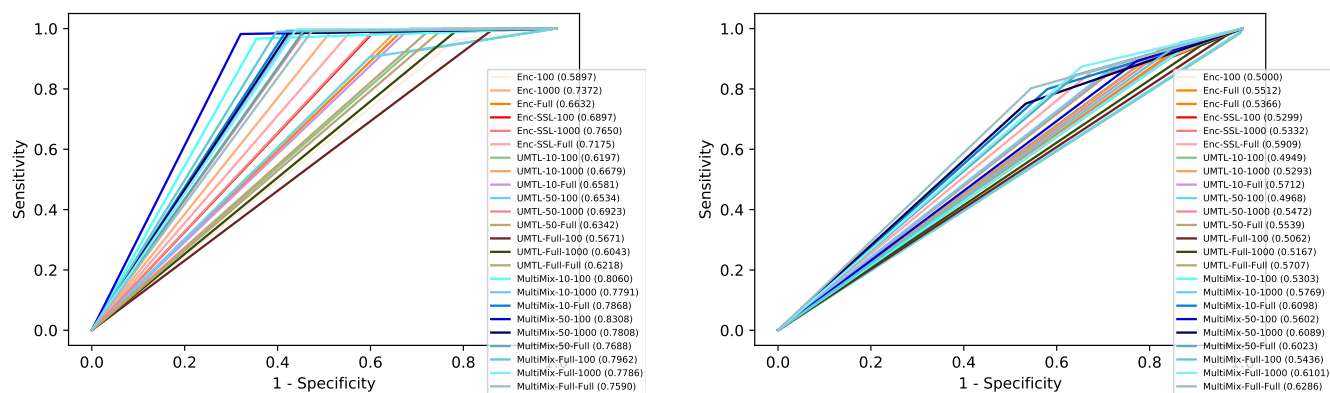 1.0
0.8
0.6
0.4
0.2
0.0
Sensitivity
0.0 0.2 0.4 0.6 0.8 1.0
1 - Specificity
Enc-100 (0.5897)
Enc-1000 (0.7372)
Enc-Full (0.6632)
Enc-SSL-100 (0.6897)
Enc-SSL-1000 (0.7650)
Enc-SSL-Full (0.7175)
UMTL-10-100 (0.6197)
UMTL-10-1000 (0.6679)
UMTL-10-Full (0.6581)
UMTL-50-100 (0.6534)
UMTL-50-1000 (0.6923)
UMTL-50-Full (0.6342)
UMTL-Full-100 (0.5671)
UMTL-Full-1000 (0.6043)
UMTL-Full-Full (0.6218)
MultiMix-10-100 (0.8060)
MultiMix-10-1000 (0.7791)
MultiMix-10-Full (0.7868)
MultiMix-50-100 (0.8308)
MultiMix-50-1000 (0.7808)
MultiMix-50-Full (0.7688)
MultiMix-Full-100 (0.7962)
MultiMix-Full-1000 (0.7786)
MultiMix-Full-Full (0.7590)
1.0
0.8
0.6
0.4
0.2
0.0
Sensitivity
0.0 0.2 0.4 0.6 0.8 1.0
1 - Specificity
Enc-100 (0.5000)
Enc-Full (0.5512)
Enc-Full (0.5366)
Enc-SSL-100 (0.5299)
Enc-SSL-1000 (0.5332)
Enc-SSL-Full (0.5909)
UMTL-10-100 (0.4949)
UMTL-10-1000 (0.5293)
UMTL-10-Full (0.5712)
UMTL-50-100 (0.4968)
UMTL-50-1000 (0.5472)
UMTL-50-Full (0.5539)
UMTL-Full-100 (0.5062)
UMTL-Full-1000 (0.5167)
UMTL-Full-Full (0.5707)
MultiMix-10-100 (0.5303)
MultiMix-10-1000 (0.5769)
MultiMix-10-Full (0.6098)
MultiMix-50-100 (0.5602)
MultiMix-50-1000 (0.6089)
MultiMix-50-Full (0.6023)
MultiMix-Full-100 (0.5436)
MultiMix-Full-1000 (0.6101)
MultiMix-Full-Full (0.6286)